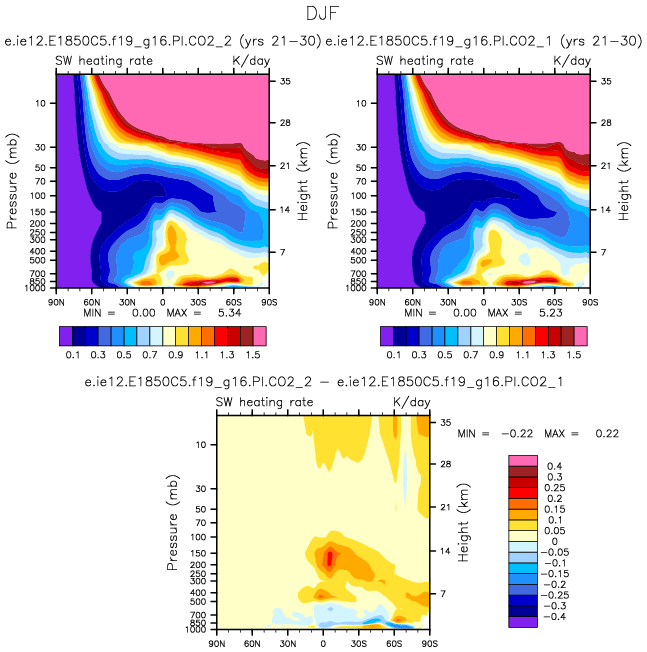 DJF
e.ie12.E1850C5.f19_g16.PI.CO2_2 (yrs 21-30) e.ie12.E1850C5.f19_g16.PI.CO2_1 (yrs 21-30)
SW heating rate K/day SW heating rate K/day
Pressure (mb) Height (km) Pressure (mb) Height (km)
10 30 50 70 100 150 200 250 300 400 500 700 850 1000
35 28 21 14 7
10 30 50 70 100 150 200 250 300 400 500 700 850 1000
35 28 21 14 7
90N 60N 30N 0 30S 60S 90S 90N 60N 30N 0 30S 60S 90S
MIN = 0.00 MAX = 5.34 MIN = 0.00 MAX = 5.23
0.1 0.3 0.5 0.7 0.9 1.1 1.3 1.5 0.1 0.3 0.5 0.7 0.9 1.1 1.3 1.5
e.ie12.E1850C5.f19_g16.PI.CO2_2 - e.ie12.E1850C5.f19_g16.PI.CO2_1
SW heating rate K/day
MIN = -0.22 MAX = 0.22
Pressure (mb) Height (km)
10 30 50 70 100 150 200 250 300 400 500 700 850 1000
35 28 21 14 7
90N 60N 30N 0 30S 60S 90S
0.4
0.3
0.25
0.2
0.15
0.1
0.05
0
-0.05
-0.1
-0.15
-0.2
-0.25
-0.3
-0.4